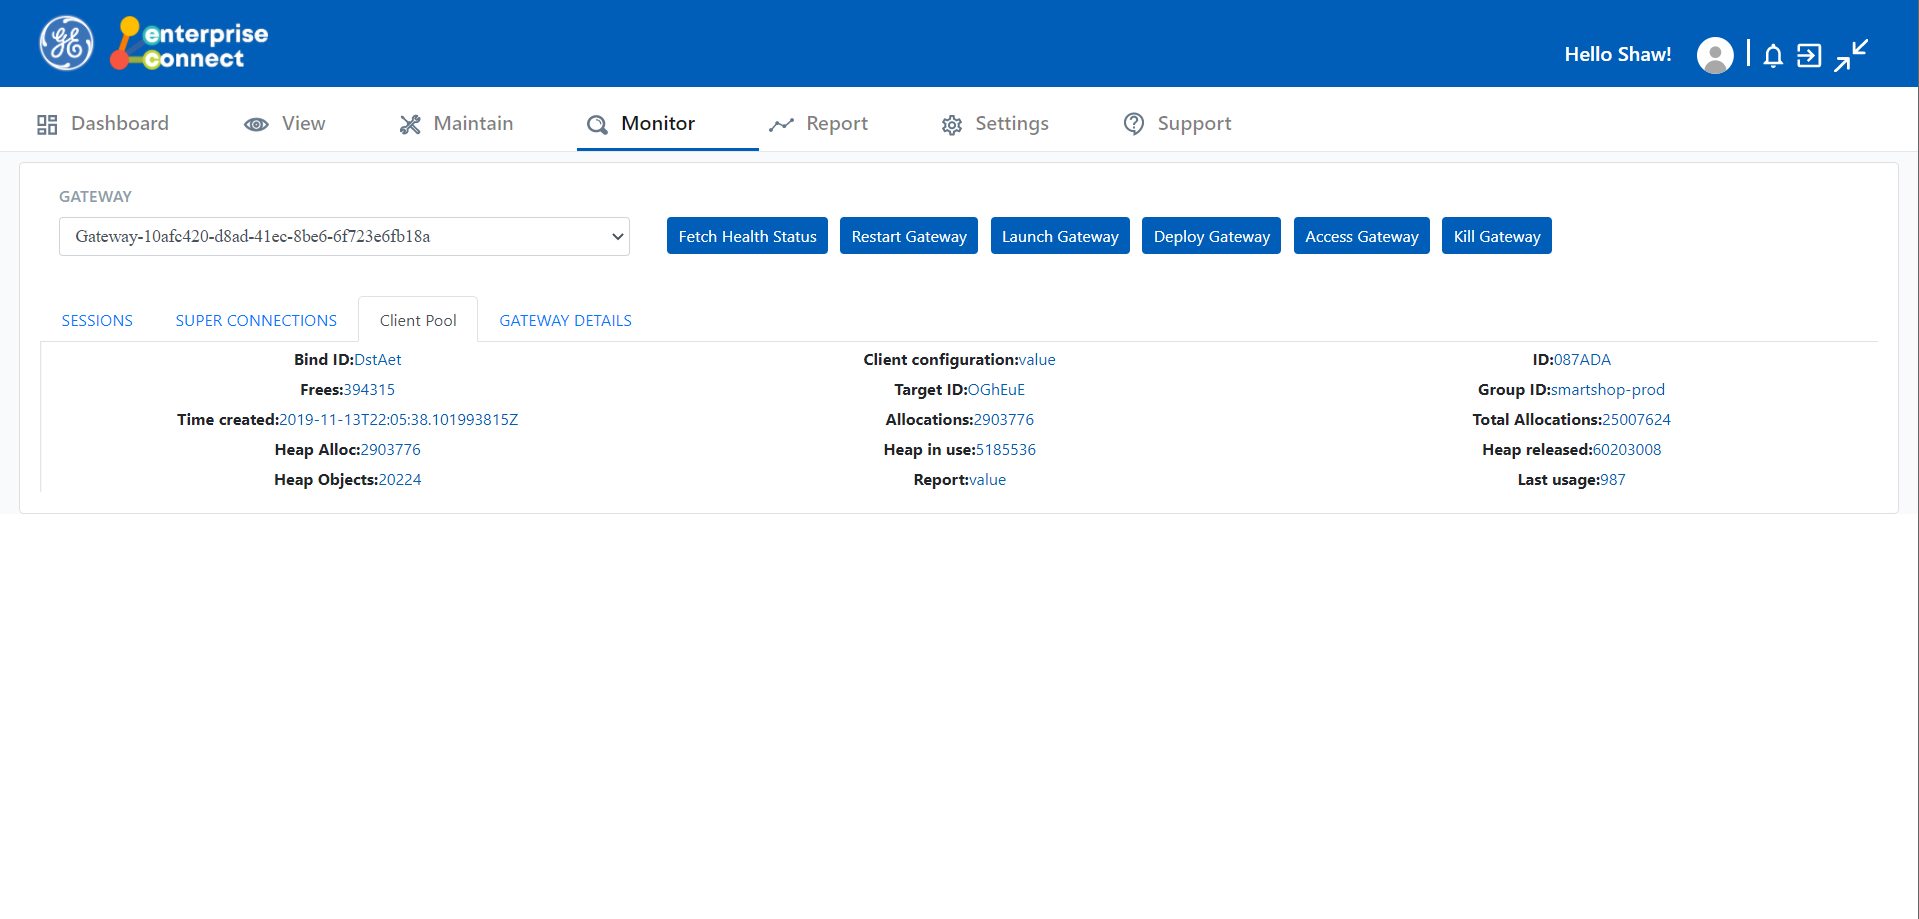 GE
enterprise
connect
Hello Shaw!
Dashboard View Maintain Monitor Report Settings Support
GATEWAY
Gateway-10afc420-d8ad-41ec-8be6-6f723e6fb18a Fetch Health Status Restart Gateway Launch Gateway Deploy Gateway Access Gateway Kill Gateway
SESSIONS SUPER CONNECTIONS Client Pool GATEWAY DETAILS
Bind ID:DstAet Client configuration:value ID:087ADA
Frees:394315 Target ID:OGhEuE Group ID:smartshop-prod
Time created:2019-11-13T22:05:38.101993815Z Allocations:2903776 Total Allocations:25007624
Heap Alloc:2903776 Heap in use:5185536 Heap released:60203008
Heap Objects:20224 Report:value Last usage:987